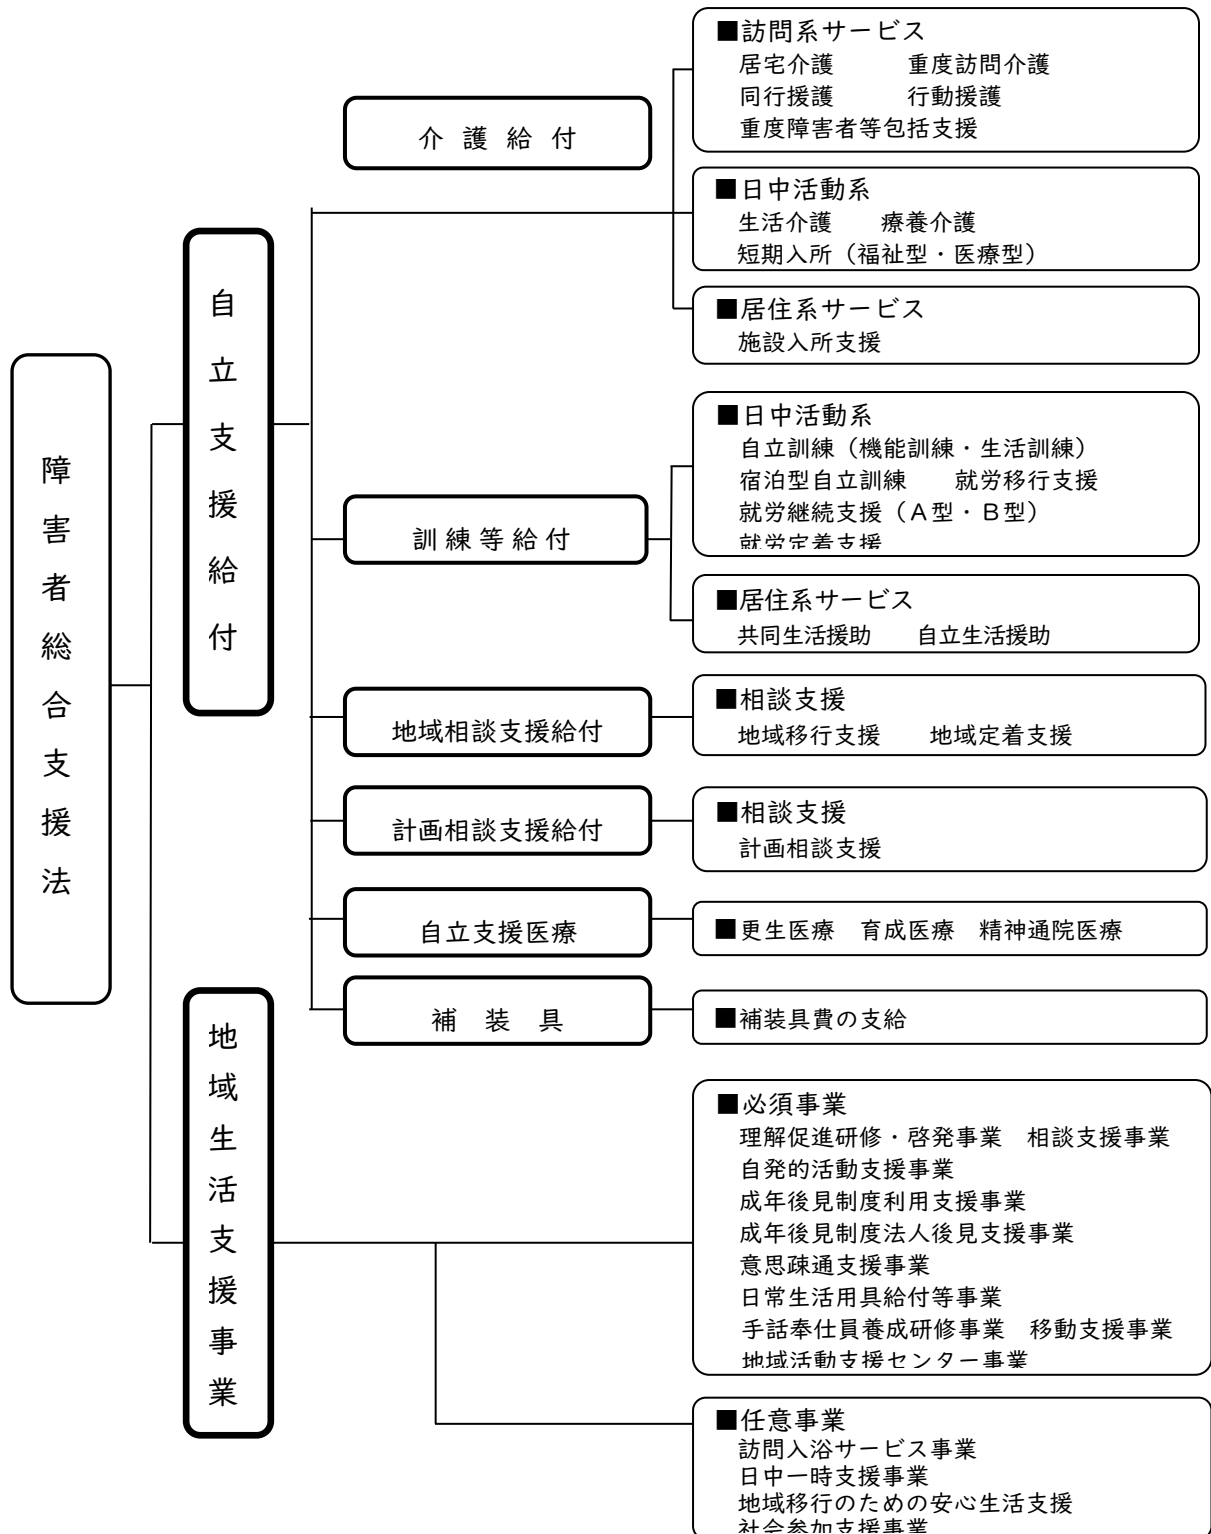 障害者総合支援法
自立支援給付
介護給付
■訪問系サービス
居宅介護　重度訪問介護
同行援護　行動援護
重度障害者等包括支援
■日中活動系
生活介護　療養介護
短期入所（福祉型・医療型）
■居住系サービス
施設入所支援
訓練等給付
■日中活動系
自立訓練（機能訓練・生活訓練）
宿泊型自立訓練　就労移行支援
就労継続支援（Ａ型・Ｂ型）
就労定着支援
■居住系サービス
共同生活援助　自立生活援助
地域相談支援給付
■相談支援
地域移行支援　地域定着支援
計画相談支援給付
■相談支援
計画相談支援
自立支援医療
■更生医療　育成医療　精神通院医療
補装具
■補装具費の支給
地域生活支援事業
■必須事業
理解促進研修・啓発事業　相談支援事業
自発的活動支援事業
成年後見制度利用支援事業
成年後見制度法人後見支援事業
意思疎通支援事業
日常生活用具給付等事業
手話奉仕員養成研修事業　移動支援事業
地域活動支援センター事業
■任意事業
訪問入浴サービス事業
日中一時支援事業
地域移行のための安心生活支援
社会参加支援事業